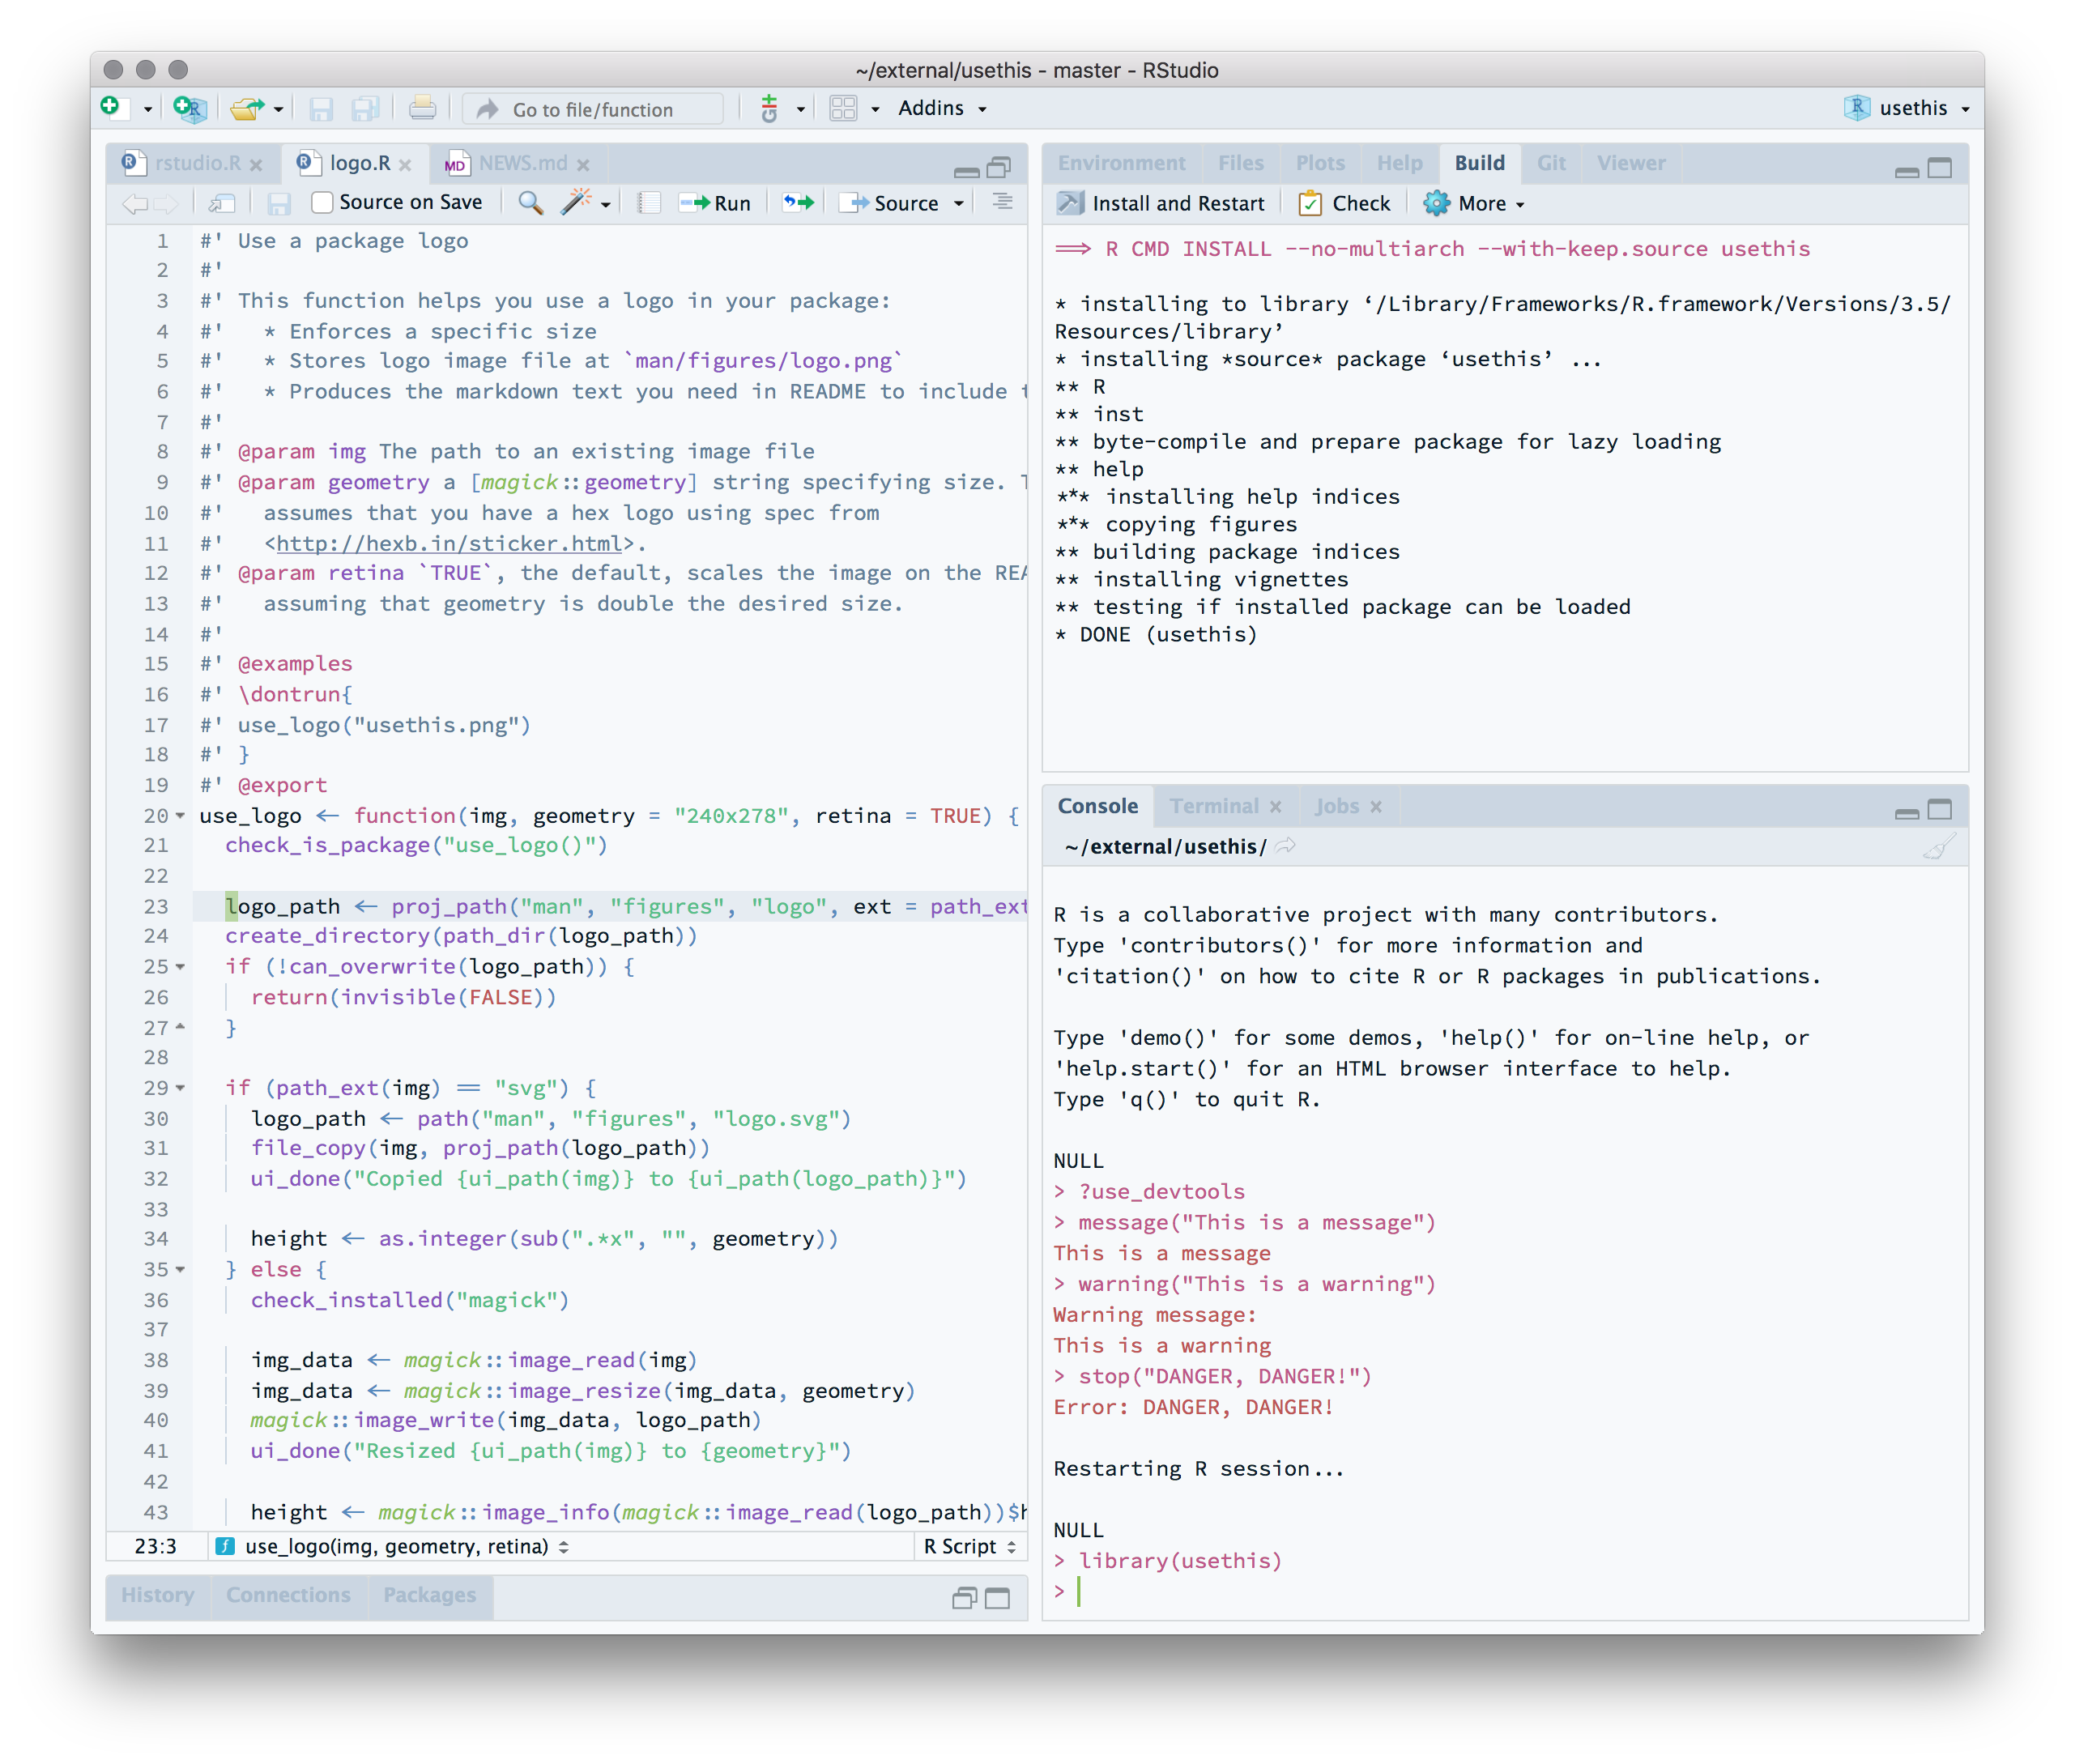 ~/external/usethis - master - RStudio
Go to file/function
Addins
usethis
rstudio.R
logo.R
MD NEWS.md
Source on Save
Run
Source
1 #' Use a package logo
2 #'
3 #' This function helps you use a logo in your package:
4 #'   * Enforces a specific size
5 #'   * Stores logo image file at `man/figures/logo.png`
6 #'   * Produces the markdown text you need in README to include
7 #'
8 #' @param img The path to an existing image file
9 #' @param geometry a [magick::geometry] string specifying size.
10 #'   assumes that you have a hex logo using spec from
11 #'   <http://hexb.in/sticker.html>.
12 #' @param retina `TRUE`, the default, scales the image on the REA
13 #'   assuming that geometry is double the desired size.
14 #'
15 #' @examples
16 #' \dontrun{
17 #' use_logo("usethis.png")
18 #' }
19 #' @export
20 use_logo <- function(img, geometry = "240x278", retina = TRUE) {
21   check_is_package("use_logo()")
22
23   logo_path <- proj_path("man", "figures", "logo", ext = path_ext
24   create_directory(path_dir(logo_path))
25   if (!can_overwrite(logo_path)) {
26     return(invisible(FALSE))
27   }
28
29   if (path_ext(img) == "svg") {
30     logo_path <- path("man", "figures", "logo.svg")
31     file_copy(img, proj_path(logo_path))
32     ui_done("Copied {ui_path(img)} to {ui_path(logo_path)}")
33
34     height <- as.integer(sub(".*x", "", geometry))
35   } else {
36     check_installed("magick")
37
38     img_data <- magick::image_read(img)
39     img_data <- magick::image_resize(img_data, geometry)
40     magick::image_write(img_data, logo_path)
41     ui_done("Resized {ui_path(img)} to {geometry}")
42
43     height <- magick::image_info(magick::image_read(logo_path))$h
23:3
use_logo(img, geometry, retina)
R Script
History Connections Packages
Environment Files Plots Help Build Git Viewer
Install and Restart
Check
More
==> R CMD INSTALL --no-multiarch --with-keep.source usethis

* installing to library ‘/Library/Frameworks/R.framework/Versions/3.5/
Resources/library’
* installing *source* package ‘usethis’ ...
** R
** inst
** byte-compile and prepare package for lazy loading
** help
*** installing help indices
*** copying figures
** building package indices
** installing vignettes
** testing if installed package can be loaded
* DONE (usethis)
Console Terminal Jobs
~/external/usethis/
R is a collaborative project with many contributors.
Type 'contributors()' for more information and
'citation()' on how to cite R or R packages in publications.

Type 'demo()' for some demos, 'help()' for on-line help, or
'help.start()' for an HTML browser interface to help.
Type 'q()' to quit R.

NULL
> ?use_devtools
> message("This is a message")
This is a message
> warning("This is a warning")
Warning message:
This is a warning
> stop("DANGER, DANGER!")
Error: DANGER, DANGER!

Restarting R session...

NULL
> library(usethis)
>